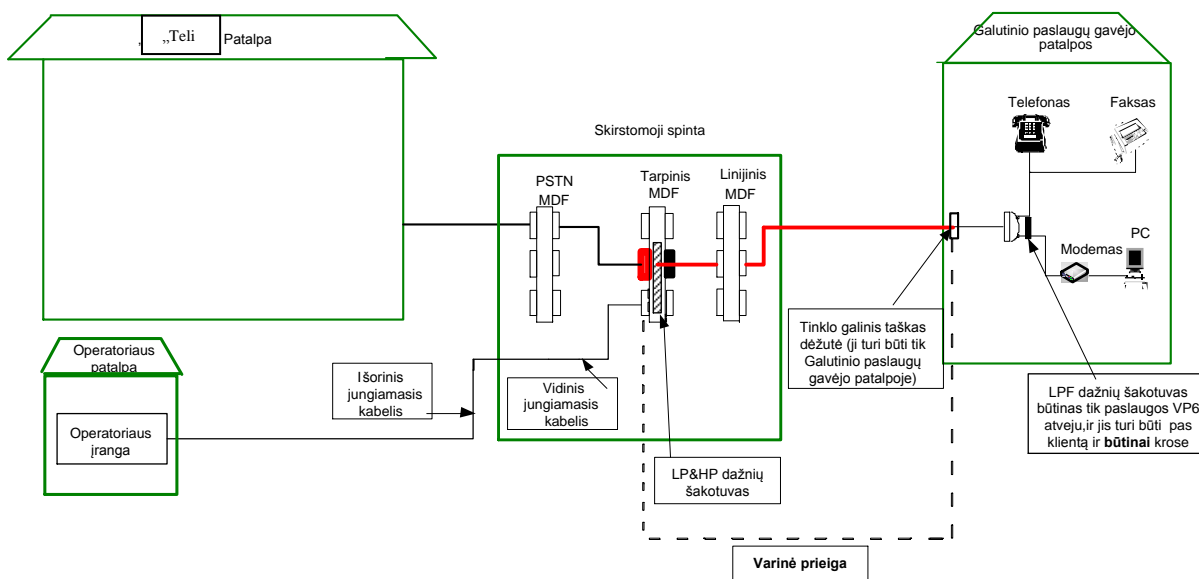 „Teli
Patalpa
Galutinio paslaugų gavėjo
patalpos
Telefonas
Faksas
Skirstomoji spinta
PSTN
MDF
Tarpinis
MDF
Linijinis
MDF
Modemas
PC
Operatoriaus
patalpa
Operatoriaus
įranga
Išorinis
jungiamasis
kabelis
Vidinis
jungiamasis
kabelis
LP&HP dažnių
šakotuvas
Tinklo galinis taškas
dėžutė (ji turi būti tik
Galutinio paslaugų
gavėjo patalpoje)
LPF dažnių šakotuvas
būtinas tik paslaugos VP6
atveju,ir jis turi būti pas
klientą ir būtinai krose
Varinė prieiga